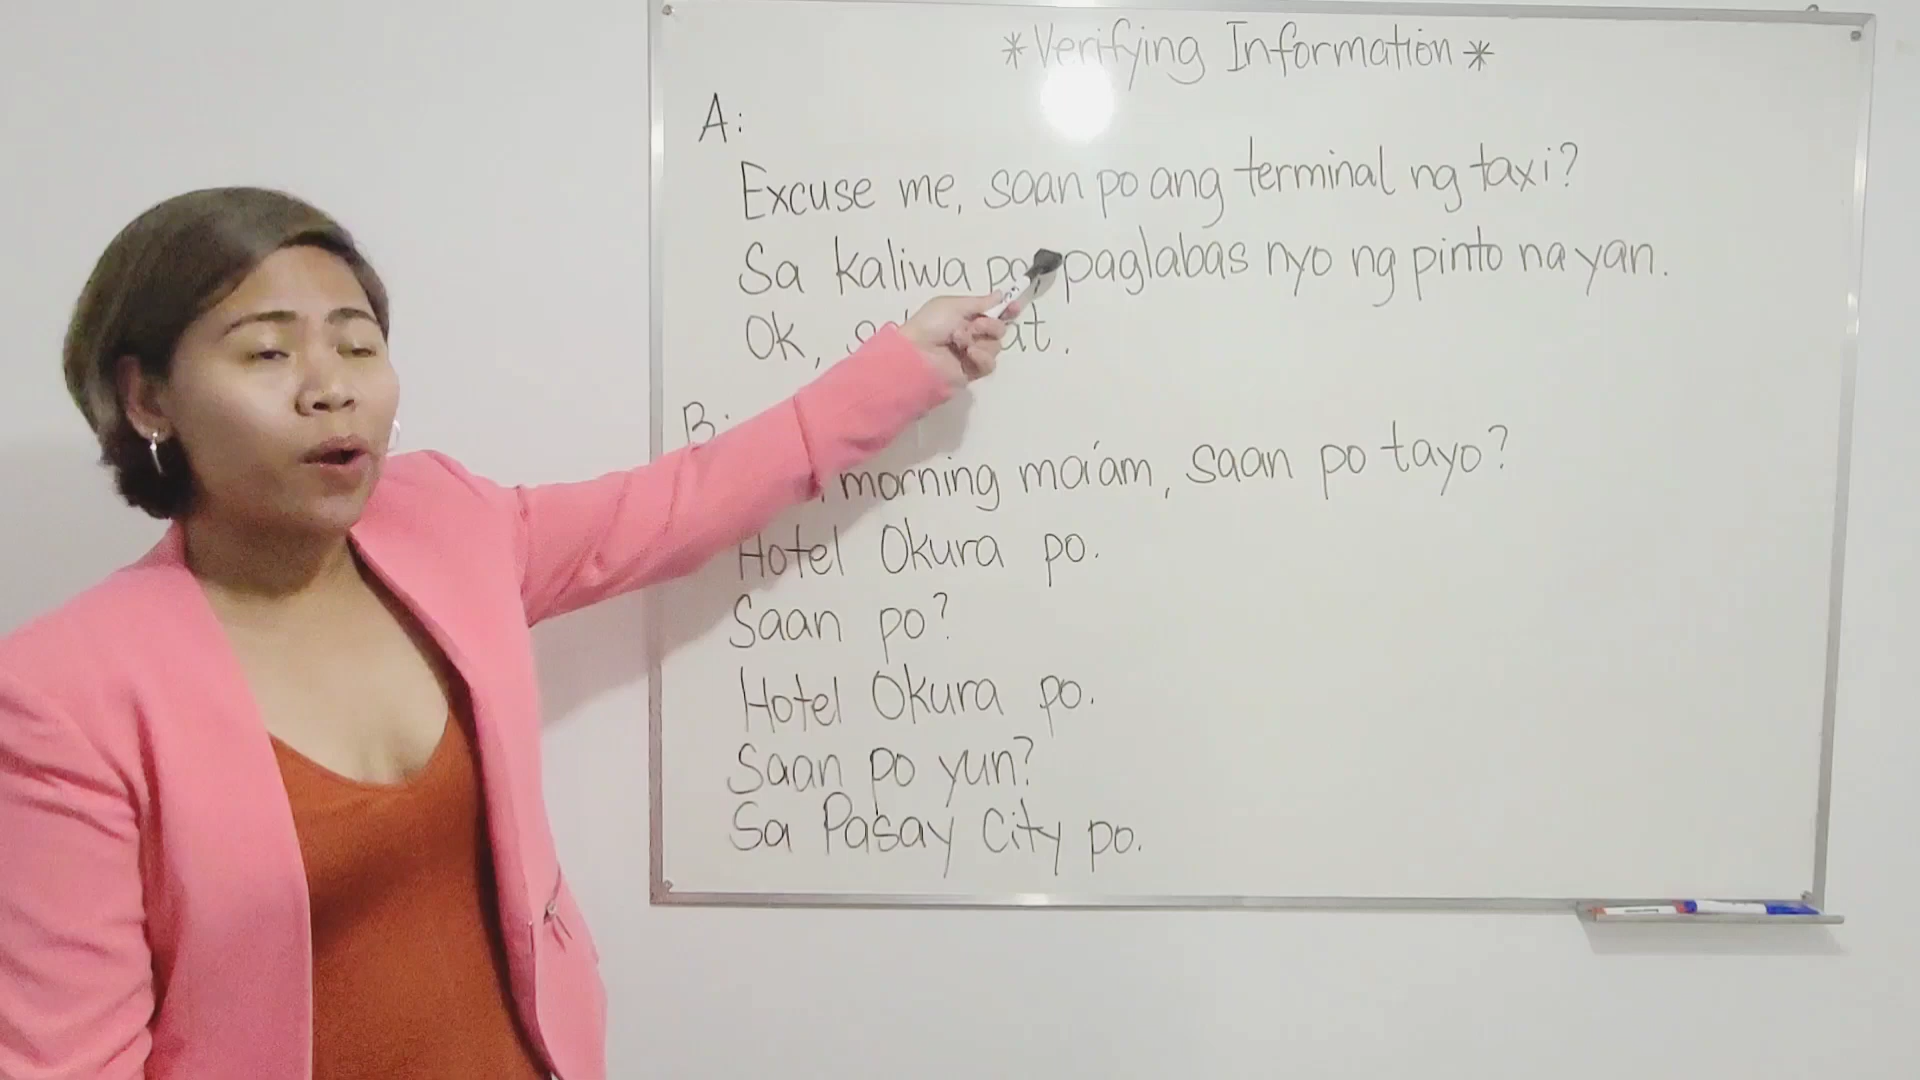 *Verifying Information*
A:
Excuse me, saan po ang terminal ng taxi?
Sa kaliwa po paglabas nyo ng pinto na yan.
Ok,
B:
morning ma'am, saan po tayo?
Hotel Okura po.
Saan po?
Hotel Okura po.
Saan po yun?
Sa Pasay City po.